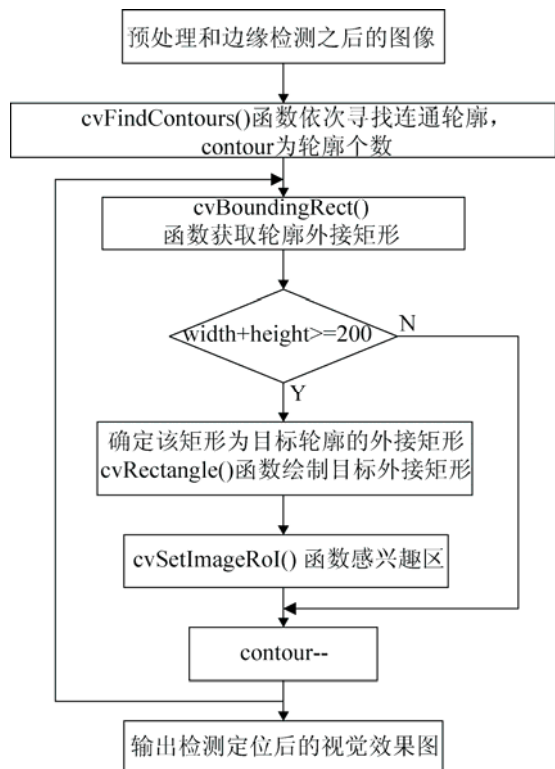 预处理和边缘检测之后的图像
cvFindContours()函数依次寻找连通轮廓,
contour为轮廓个数
cvBoundingRect()
函数获取轮廓外接矩形
width+height>=200
N
Y
确定该矩形为目标轮廓的外接矩形
cvRectangle()函数绘制目标外接矩形
cvSetImageRoI() 函数感兴趣区
contour--
输出检测定位后的视觉效果图